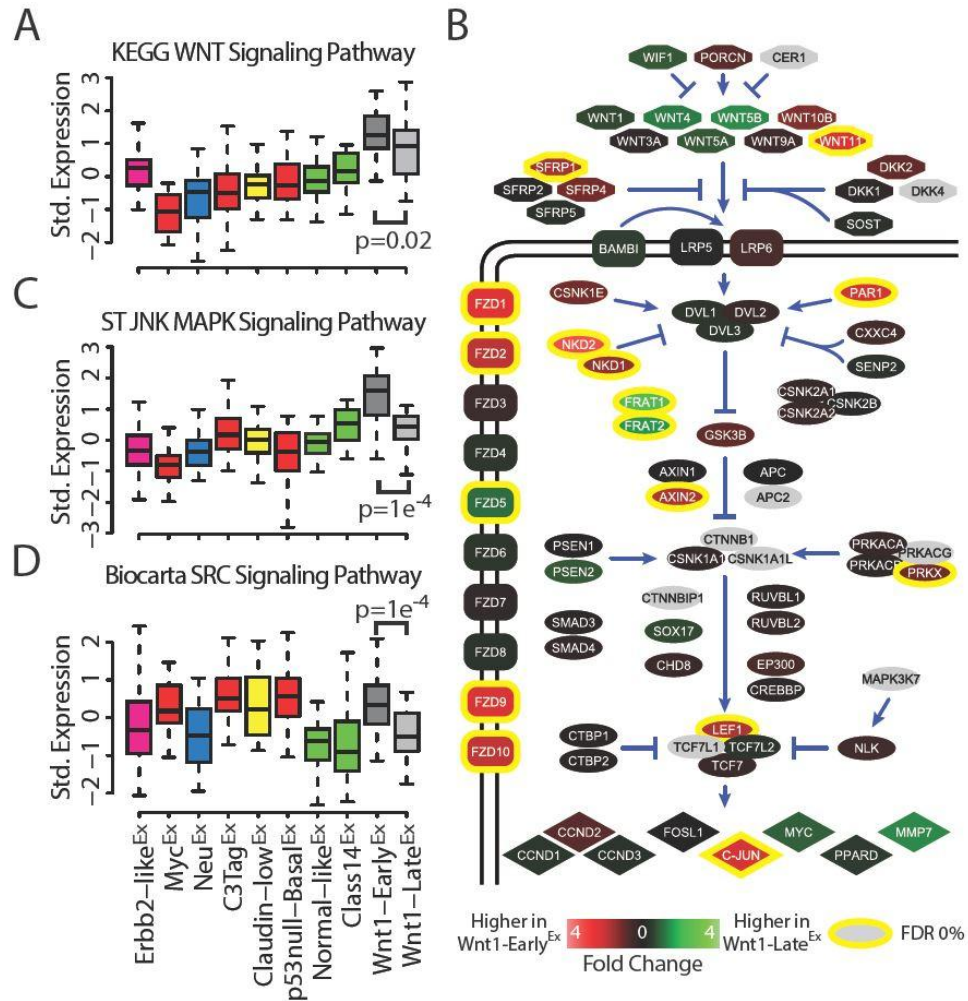 A
KEGG WNT Signaling Pathway
Std. Expression
3
2
1
0
−1
−2
p=0.02
C
ST JNK MAPK Signaling Pathway
Std. Expression
3
2
1
0
−1
−2
−3
p=1e-4
D
Biocarta SRC Signaling Pathway
p=1e-4
Std. Expression
2
1
0
−1
−2
Erbb2−likeEx
MycEx
NeuEx
C3TagEx
Claudin−lowEx
p53null−BasalEx
Normal−likeEx
Class14Ex
Wnt1−EarlyEx
Wnt1−LateEx
B
WIF1 PORCN CER1
WNT1 WNT4 WNT5B WNT10B
WNT3A WNT5A WNT9A WNT11
SFRP1
SFRP2 SFRP4
SFRP5
DKK2
DKK1 DKK4
SOST
BAMBI LRP5 LRP6
FZD1
FZD2
FZD3
FZD4
FZD5
FZD6
FZD7
FZD8
FZD9
FZD10
CSNK1E
DVL1 DVL2
DVL3
PAR1
NKD2
NKD1
CXXC4
SENP2
FRAT1
FRAT2
GSK3B
CSNK2A1
CSNK2B
CSNK2A2
AXIN1 APC
AXIN2 APC2
CTNNB1
CSNK1A1 CSNK1A1L
PSEN1
PSEN2
PRKACA
PRKACG
PRKX
CTNNBIP1
SOX17
CHD8
RUVBL1
RUVBL2
SMAD3
SMAD4
EP300
CREBBP
MAPK3K7
NLK
LEF1
TCF7L1 TCF7L2
TCF7
CTBP1
CTBP2
CCND2 FOSL1 MYC MMP7
CCND1 CCND3 C-JUN PPARD
Higher in
Wnt1-EarlyEx
4 0 4
Fold Change
Higher in
Wnt1-LateEx
FDR 0%